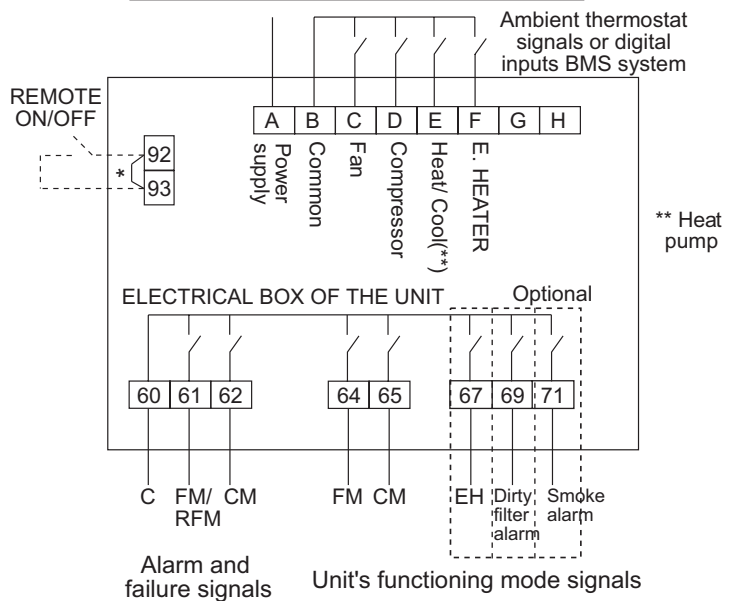 Ambient thermostat
signals or digital
inputs BMS system
REMOTE
ON/OFF
A B C D E F G H
92
*
93
Power
supply
Common
Fan
Compressor
Heat/ Cool(**)
E. HEATER
** Heat
pump
ELECTRICAL BOX OF THE UNIT
Optional
60 61 62 64 65 67 69 71
C FM/ CM FM CM EH Dirty Smoke
RFM filter alarm
alarm
Alarm and
failure signals
Unit's functioning mode signals